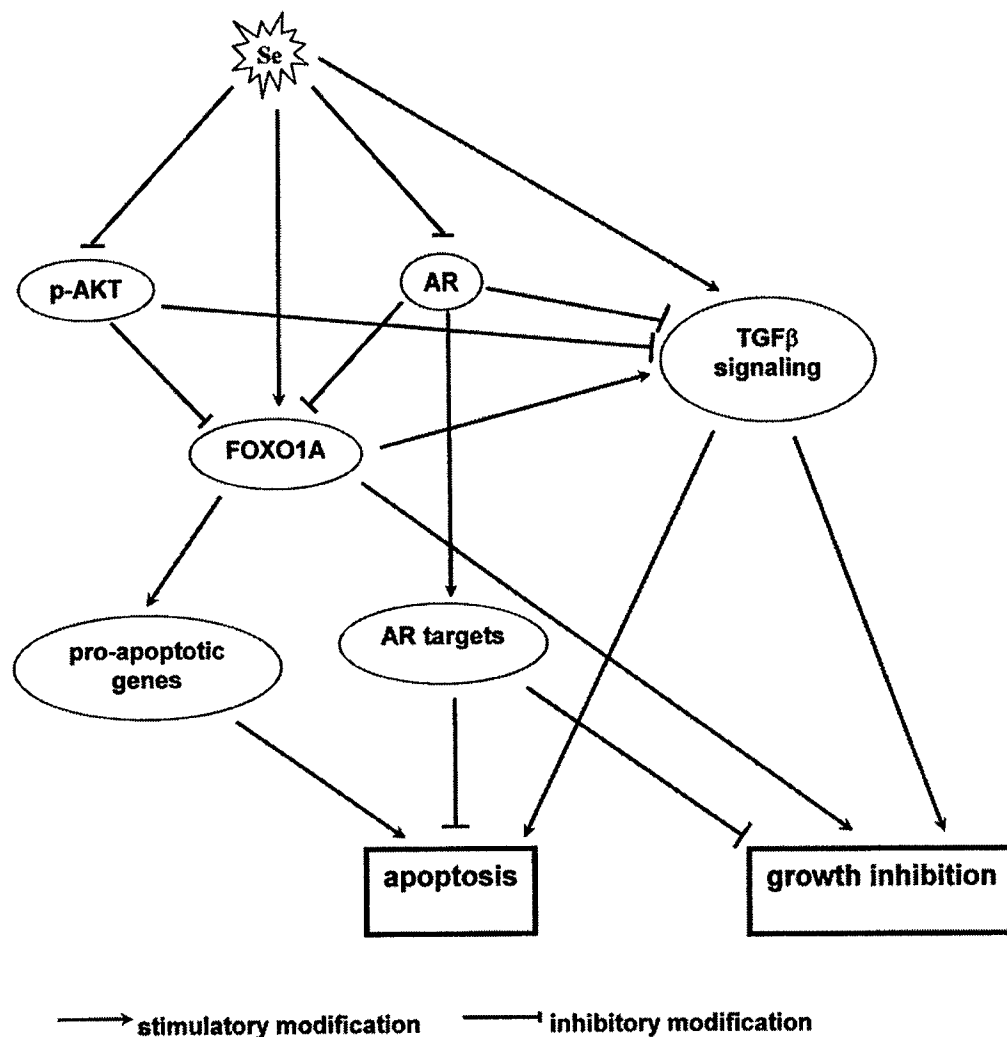 Se
p-AKT
AR
TGFβ
signaling
FOXO1A
pro-apoptotic
genes
AR targets
apoptosis
growth inhibition
stimulatory modification
inhibitory modification